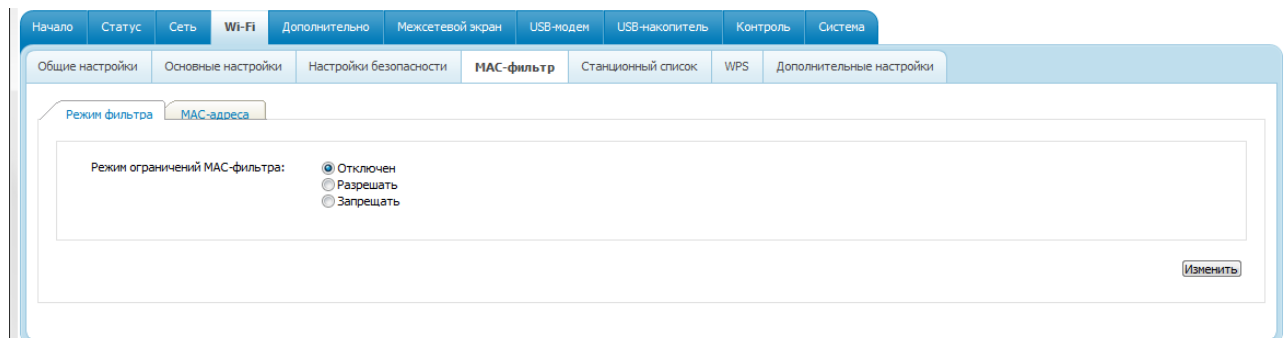 Начало Статус Сеть Wi-Fi Дополнительно Межсетевой экран USB-модем USB-накопитель Контроль Система
Общие настройки Основные настройки Настройки безопасности MAC-фильтр Станционный список WPS Дополнительные настройки
Режим фильтра MAC-адреса
Режим ограничений MAC-фильтра: Отключен
Разрешать
Запрещать
Изменить